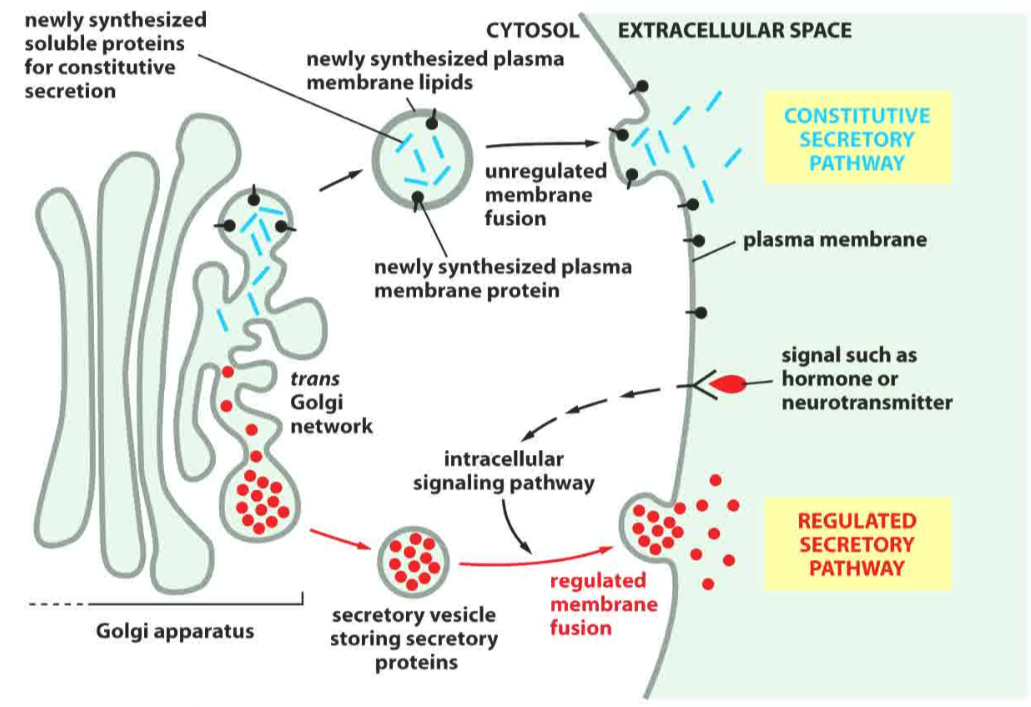 newly synthesized
soluble proteins
for constitutive
secretion
newly synthesized plasma
membrane lipids
CYTOSOL
EXTRACELLULAR SPACE
CONSTITUTIVE
SECRETORY
PATHWAY
unregulated
membrane
fusion
newly synthesized plasma
membrane protein
plasma membrane
signal such as
hormone or
neurotransmitter
trans
Golgi
network
intracellular
signaling pathway
REGULATED
SECRETORY
PATHWAY
regulated
membrane
fusion
secretory vesicle
storing secretory
proteins
Golgi apparatus